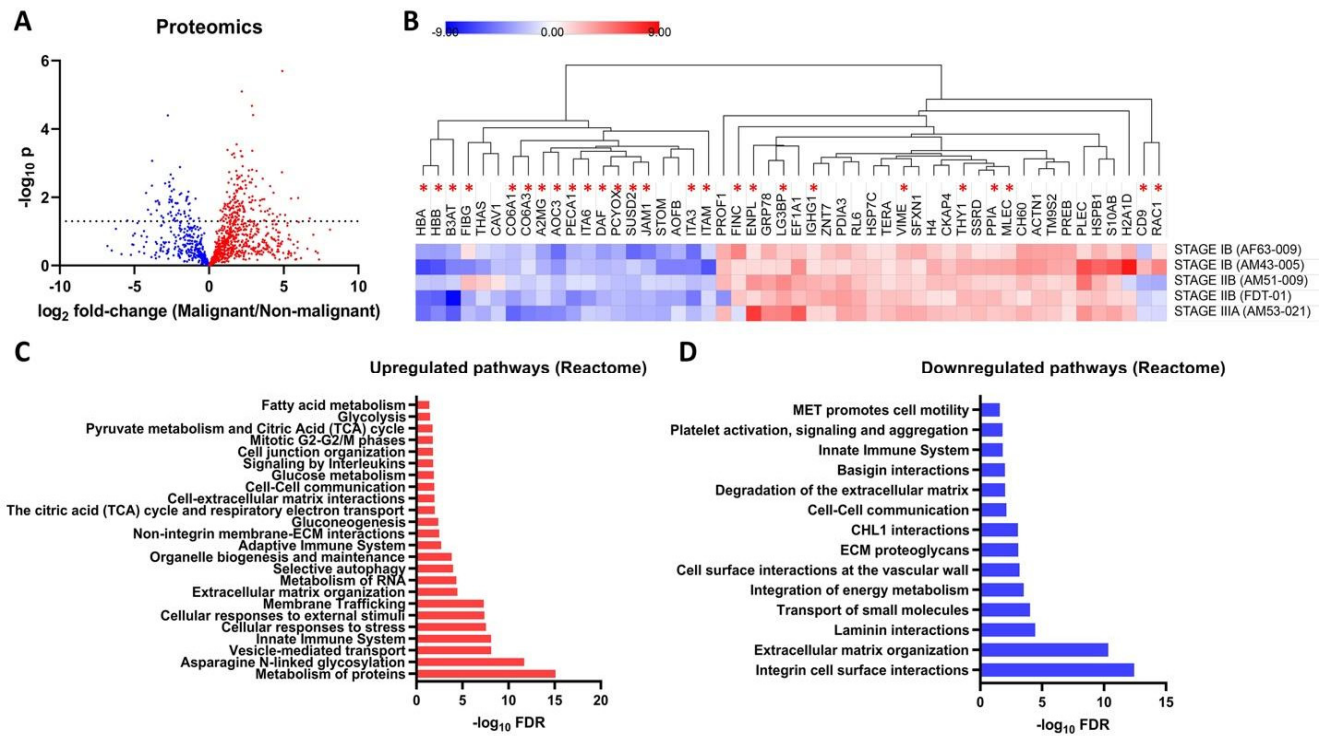 A
Proteomics
6
4
2
0
-log10 p
-10 -5 0 5 10
log2 fold-change (Malignant/Non-malignant)
B
-9.00 0.00 9.00
* * * * * * * * * * * * * * * * * * * * * * * * * * *
HBA HBB B3AT FIBG THAS CAV1 CO6A1 CO6A3 A2MG AOC3 PECA1 ITA6 DAF PCYOX SUSD2 JAM1 STOM AOFB ITA3 ITAM PROF1 FINC ENPL GRP78 LG3BP EF1A1 IGHG1 ZNT7 PDIA3 RL6 HSP7C TERA VIME SFXN1 H4 CKAP4 THY1 SSRD PPIA MLEC CH60 ACTN1 TM9S2 PREB PLEC HSPB1 S10AB H2A1D CD9 RAC1
STAGE IB (AF63-009)
STAGE IB (AM43-005)
STAGE IIB (AM51-009)
STAGE IIB (FDT-01)
STAGE IIIA (AM53-021)
C
Upregulated pathways (Reactome)
Fatty acid metabolism
Glycolysis
Pyruvate metabolism and Citric Acid (TCA) cycle
Mitotic G2-G2/M phases
Cell junction organization
Signaling by Interleukins
Glucose metabolism
Cell-Cell communication
Cell-extracellular matrix interactions
The citric acid (TCA) cycle and respiratory electron transport
Gluconeogenesis
Non-integrin membrane-ECM interactions
Adaptive Immune System
Organelle biogenesis and maintenance
Selective autophagy
Metabolism of RNA
Extracellular matrix organization
Membrane Trafficking
Cellular responses to external stimuli
Cellular responses to stress
Innate Immune System
Vesicle-mediated transport
Asparagine N-linked glycosylation
Metabolism of proteins
0 5 10 15 20
-log10 FDR
D
Downregulated pathways (Reactome)
MET promotes cell motility
Platelet activation, signaling and aggregation
Innate Immune System
Basigin interactions
Degradation of the extracellular matrix
Cell-Cell communication
CHL1 interactions
ECM proteoglycans
Cell surface interactions at the vascular wall
Integration of energy metabolism
Transport of small molecules
Laminin interactions
Extracellular matrix organization
Integrin cell surface interactions
0 5 10 15
-log10 FDR